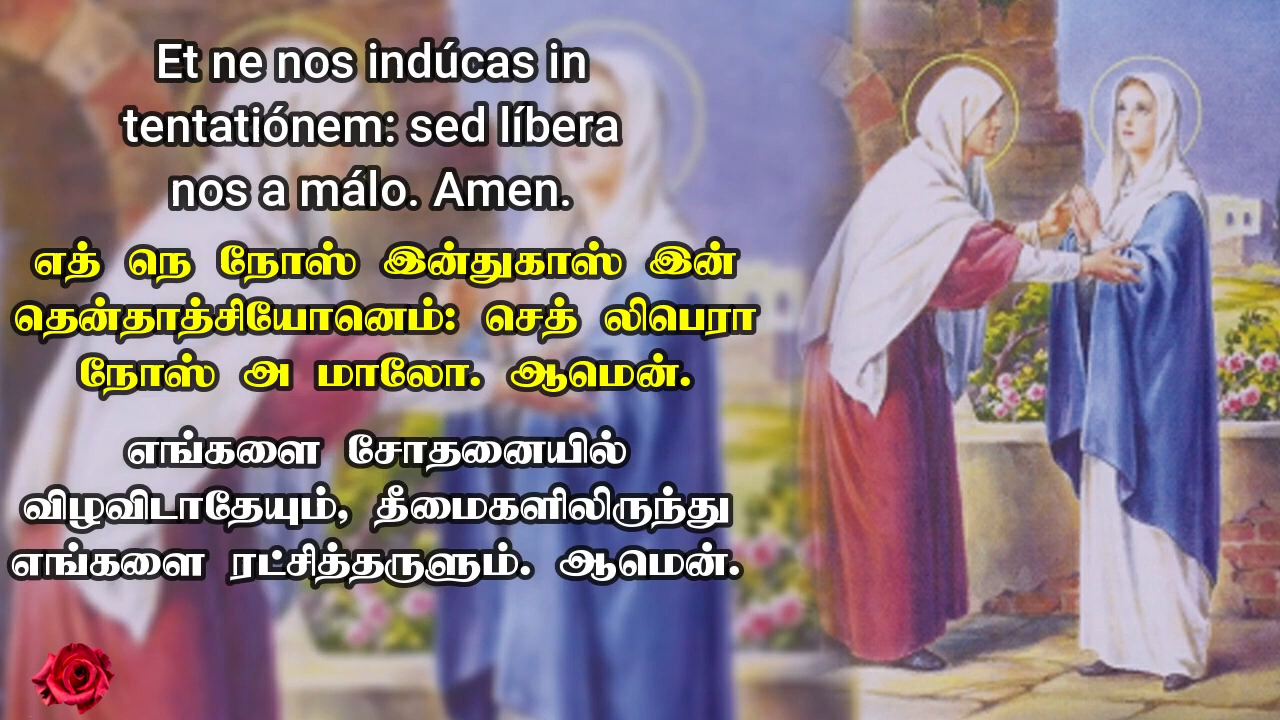 Et ne nos indúcas in
tentatiónem: sed líbera
nos a málo. Amen.
எத் நெ நோஸ் இன்துகாஸ் இன்
தென்தாத்சியோனெம்: செத் லிபெரா
நோஸ் அ மாலோ. ஆமென்.
எங்களை சோதனையில்
விழவிடாதேயும், தீமைகளிலிருந்து
எங்களை ரட்சித்தருளும். ஆமென்.